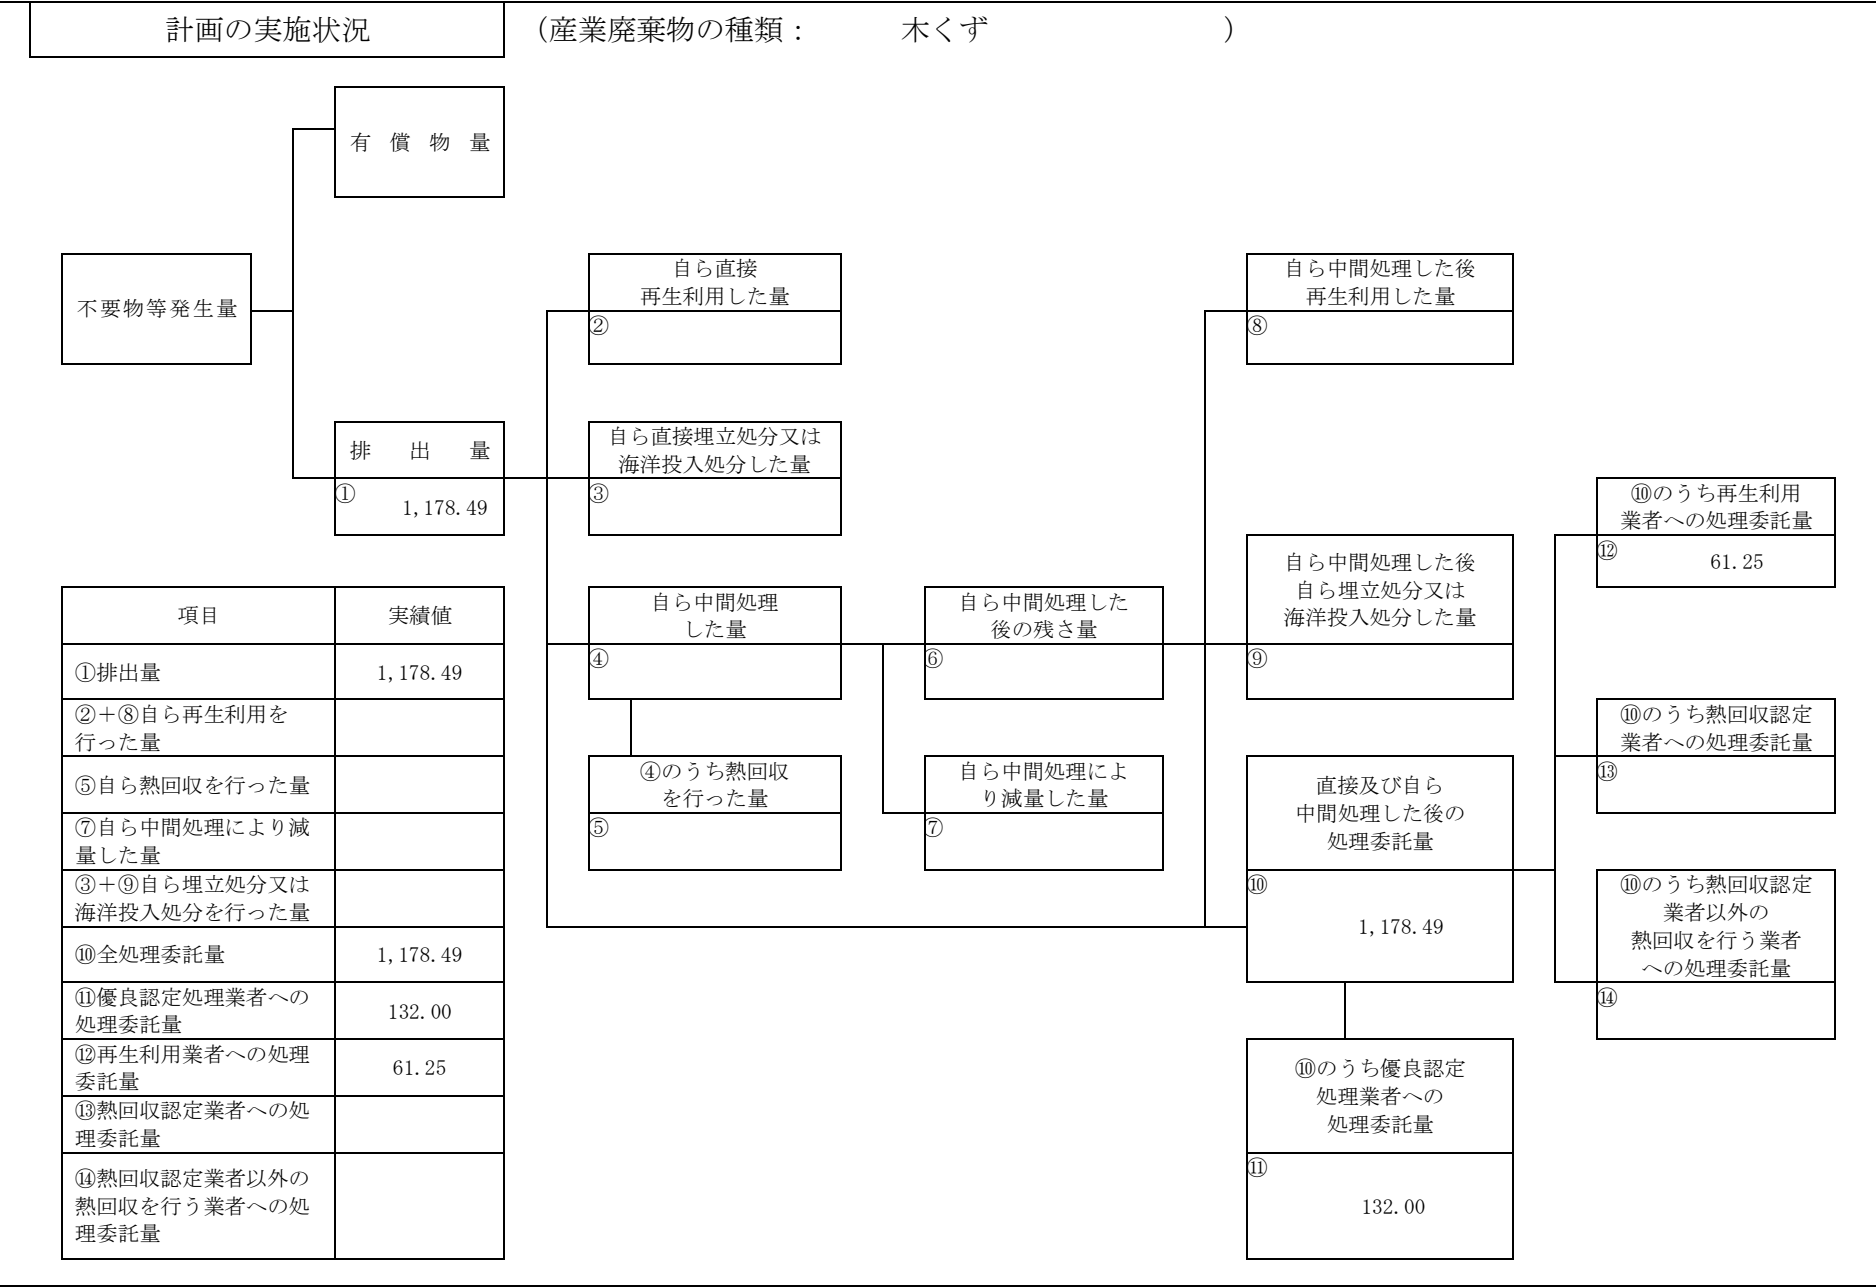 計画の実施状況
（産業廃棄物の種類： 木くず ）
有償物量
不要物等発生量
排出量
① 1,178.49
自ら直接
再生利用した量
②
自ら直接埋立処分又は
海洋投入処分した量
③
自ら中間処理
した量
④
④のうち熱回収
を行った量
⑤
自ら中間処理した
後の残さ量
⑥
自ら中間処理によ
り減量した量
⑦
自ら中間処理した後
再生利用した量
⑧
自ら中間処理した後
自ら埋立処分又は
海洋投入処分した量
⑨
直接及び自ら
中間処理した後の
処理委託量
⑩
1,178.49
⑩のうち優良認定
処理業者への
処理委託量
⑪
132.00
⑩のうち再生利用
業者への処理委託量
⑫ 61.25
⑩のうち熱回収認定
業者への処理委託量
⑬
⑩のうち熱回収認定
業者以外の
熱回収を行う業者
への処理委託量
⑭
項目 実績値
①排出量 1,178.49
②＋⑧自ら再生利用を
行った量
⑤自ら熱回収を行った量
⑦自ら中間処理により減
量した量
③＋⑨自ら埋立処分又は
海洋投入処分を行った量
⑩全処理委託量 1,178.49
⑪優良認定処理業者への
処理委託量 132.00
⑫再生利用業者への処理
委託量 61.25
⑬熱回収認定業者への処
理委託量
⑭熱回収認定業者以外の
熱回収を行う業者への処
理委託量